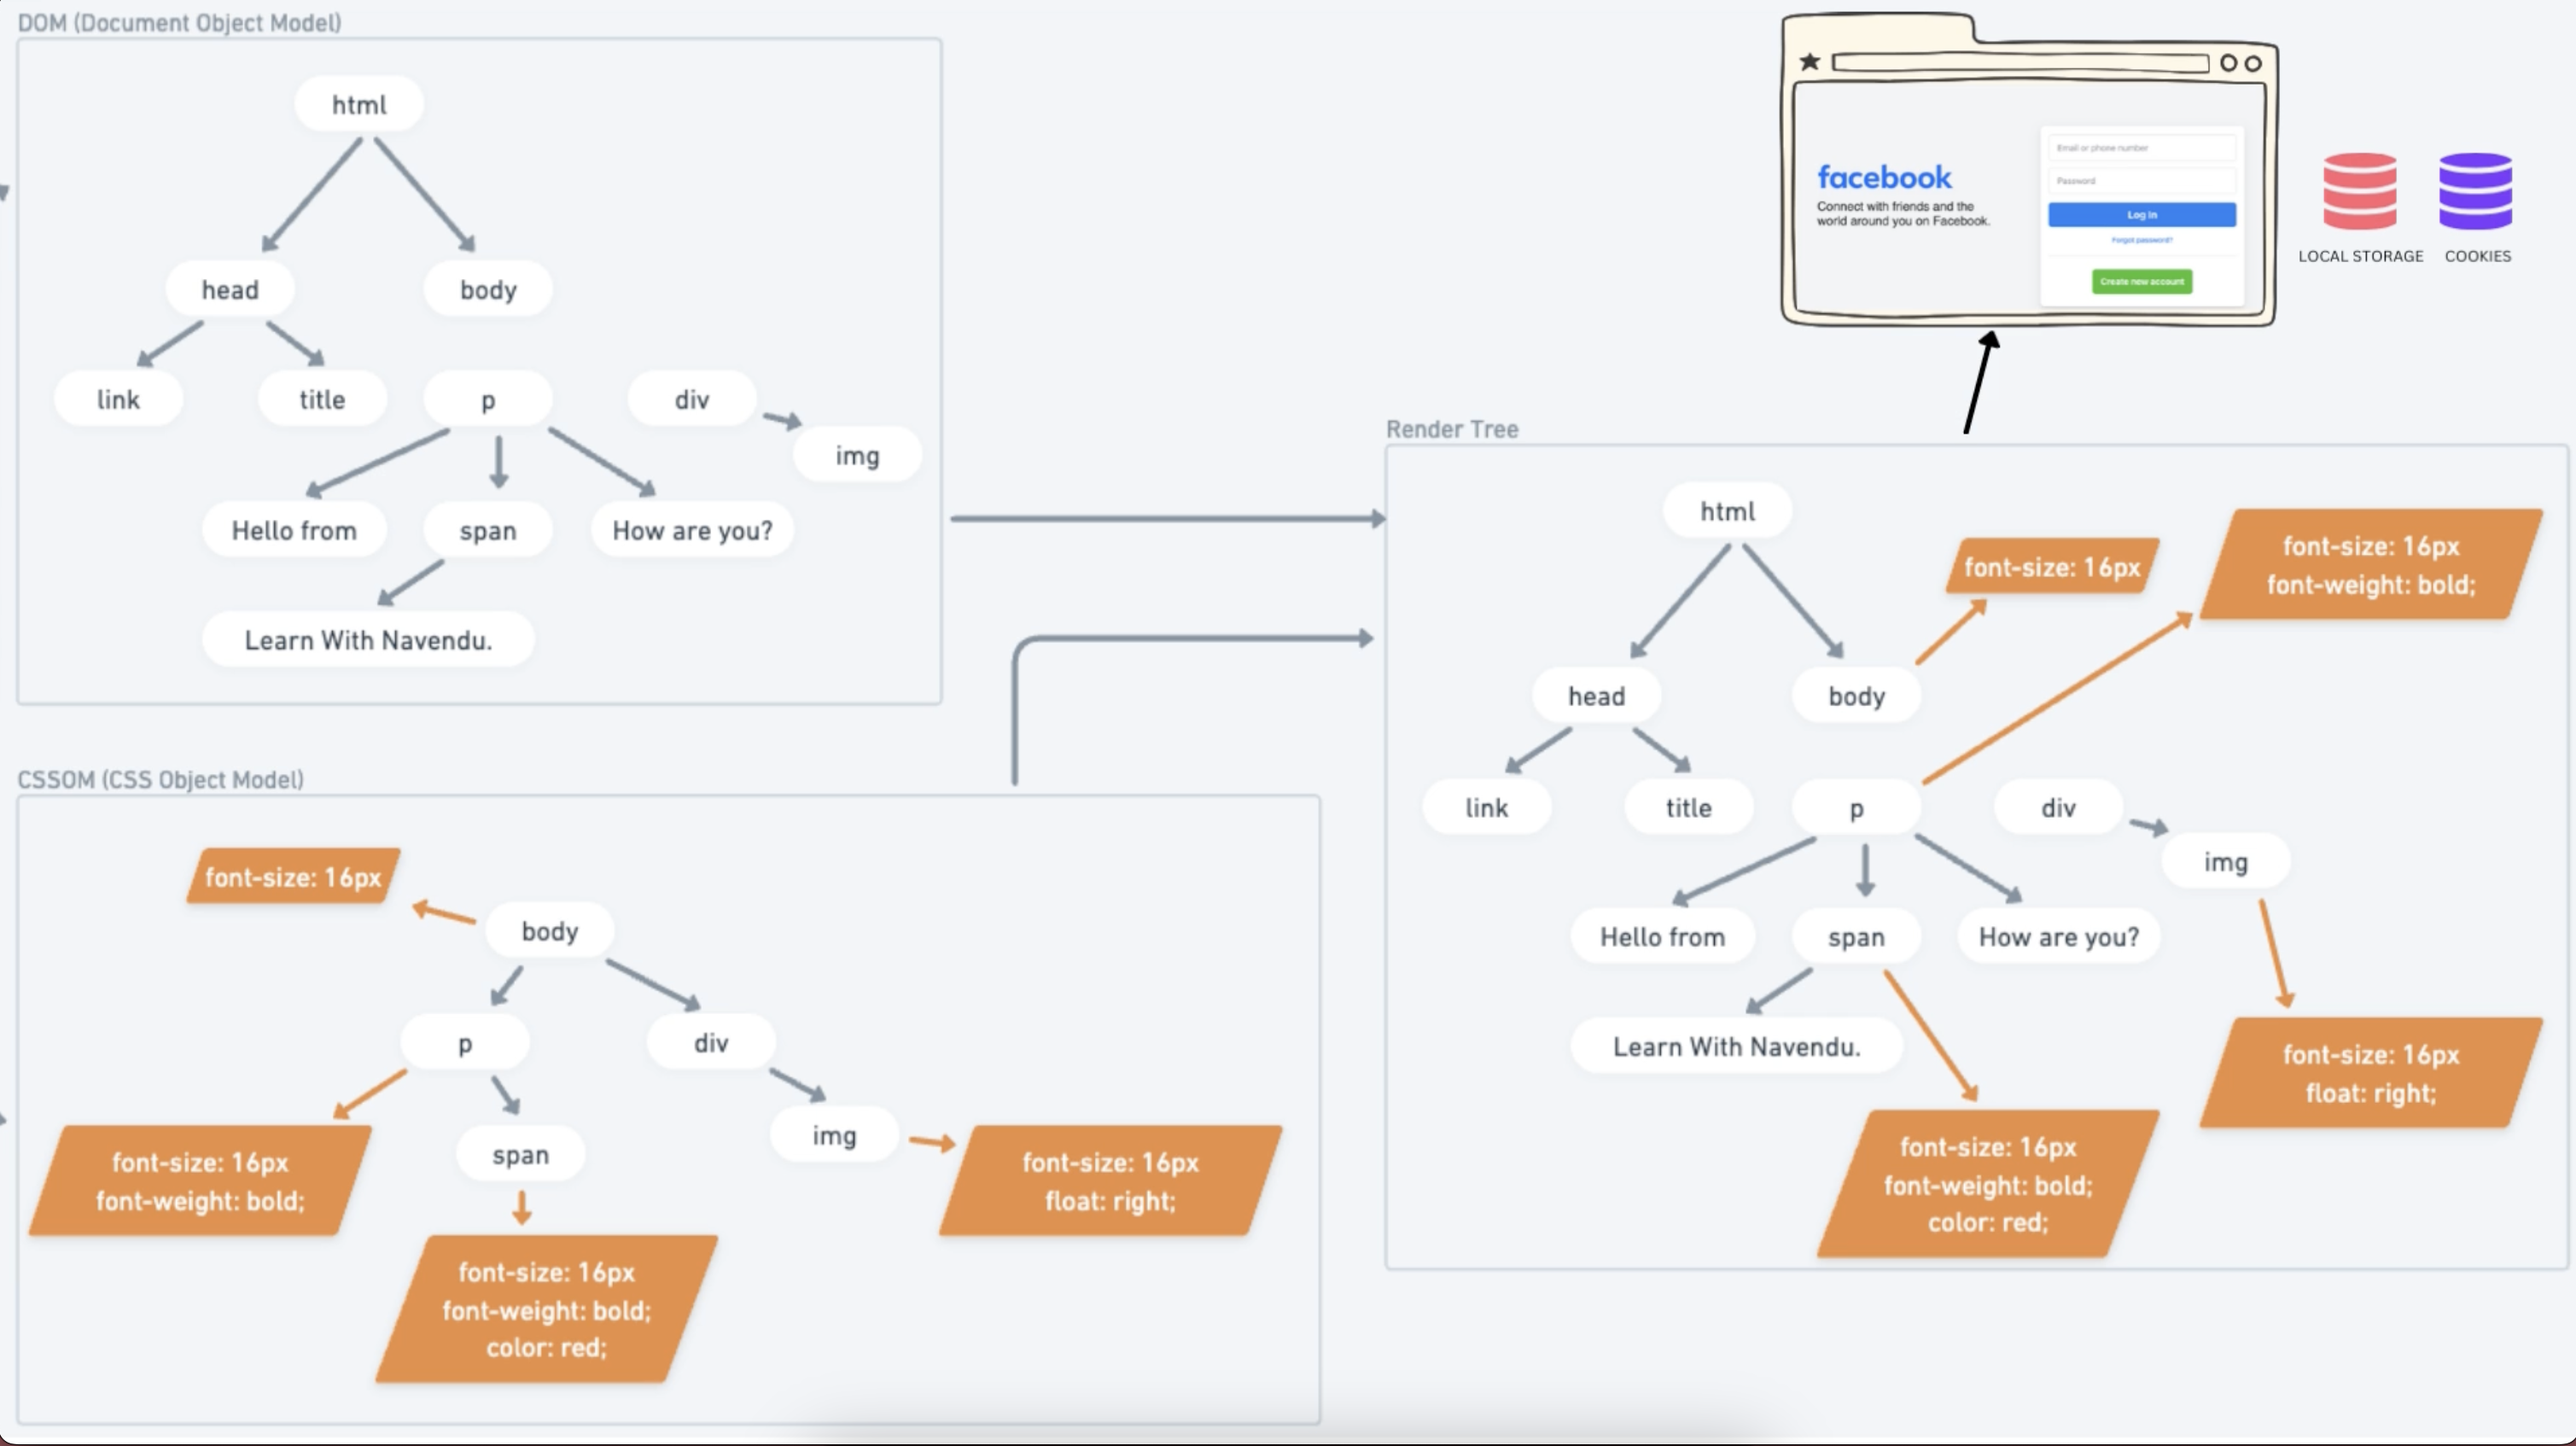 DOM (Document Object Model)
html
head
body
link
title
p
div
img
Hello from
span
How are you?
Learn With Navendu.
CSSOM (CSS Object Model)
font-size: 16px
body
p
div
img
span
font-size: 16px
font-weight: bold;
font-size: 16px
float: right;
font-size: 16px
font-weight: bold;
color: red;
facebook
Connect with friends and the
world around you on Facebook.
Email or phone number
Password
Log In
Forgot password?
Create new account
LOCAL STORAGE
COOKIES
Render Tree
html
font-size: 16px
font-size: 16px
font-weight: bold;
head
body
link
title
p
div
img
Hello from
span
How are you?
Learn With Navendu.
font-size: 16px
float: right;
font-size: 16px
font-weight: bold;
color: red;